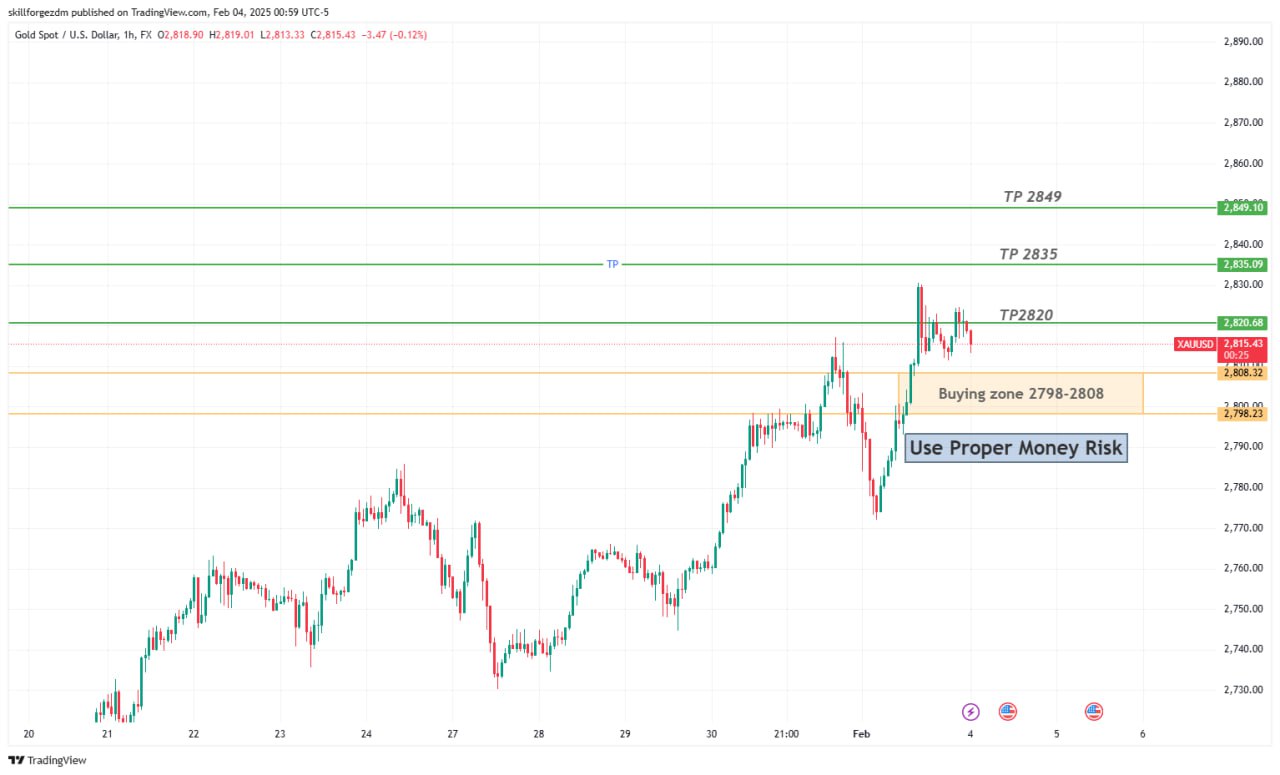 skillforgezdm published on TradingView.com, Feb 04, 2025 00:59 UTC-5
Gold Spot / U.S. Dollar, 1h, FX O2,818.90 H2,819.01 L2,813.33 C2,815.43 −3.47 (−0.12%)
2,890.00
2,880.00
2,870.00
2,860.00
TP 2849
2,849.10
2,840.00
TP 2835
TP
2,835.09
2,830.00
TP2820
2,820.68
XAUUSD 2,815.43
00:25
2,808.32
Buying zone 2798-2808
2,800.00
2,798.23
Use Proper Money Risk
2,790.00
2,780.00
2,770.00
2,760.00
2,750.00
2,740.00
2,730.00
20 21 22 23 24 27 28 29 30 21:00 Feb 4 5 6
TradingView